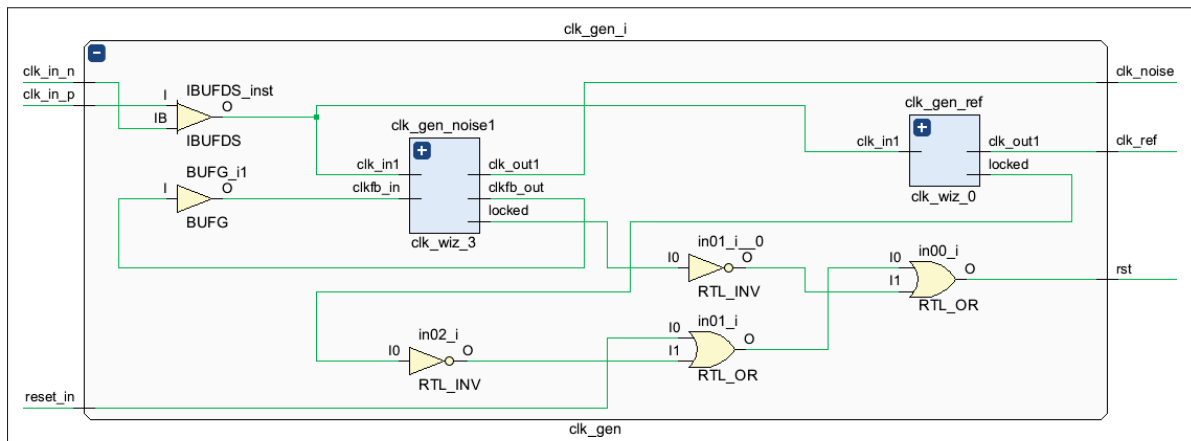 clk_gen_i
clk_in_n
clk_in_p
IBUFDS_inst
I
O
IB
IBUFDS
BUFG_i1
I
O
BUFG
clk_gen_noise1
clk_in1
clk_out1
clkfb_in
clkfb_out
locked
clk_wiz_3
clk_gen_ref
clk_in1
clk_out1
locked
clk_wiz_0
clk_noise
clk_ref
in01_i__0
I0
O
RTL_INV
in00_i
I0
O
I1
RTL_OR
rst
in02_i
I0
O
RTL_INV
in01_i
I0
O
I1
RTL_OR
reset_in
clk_gen